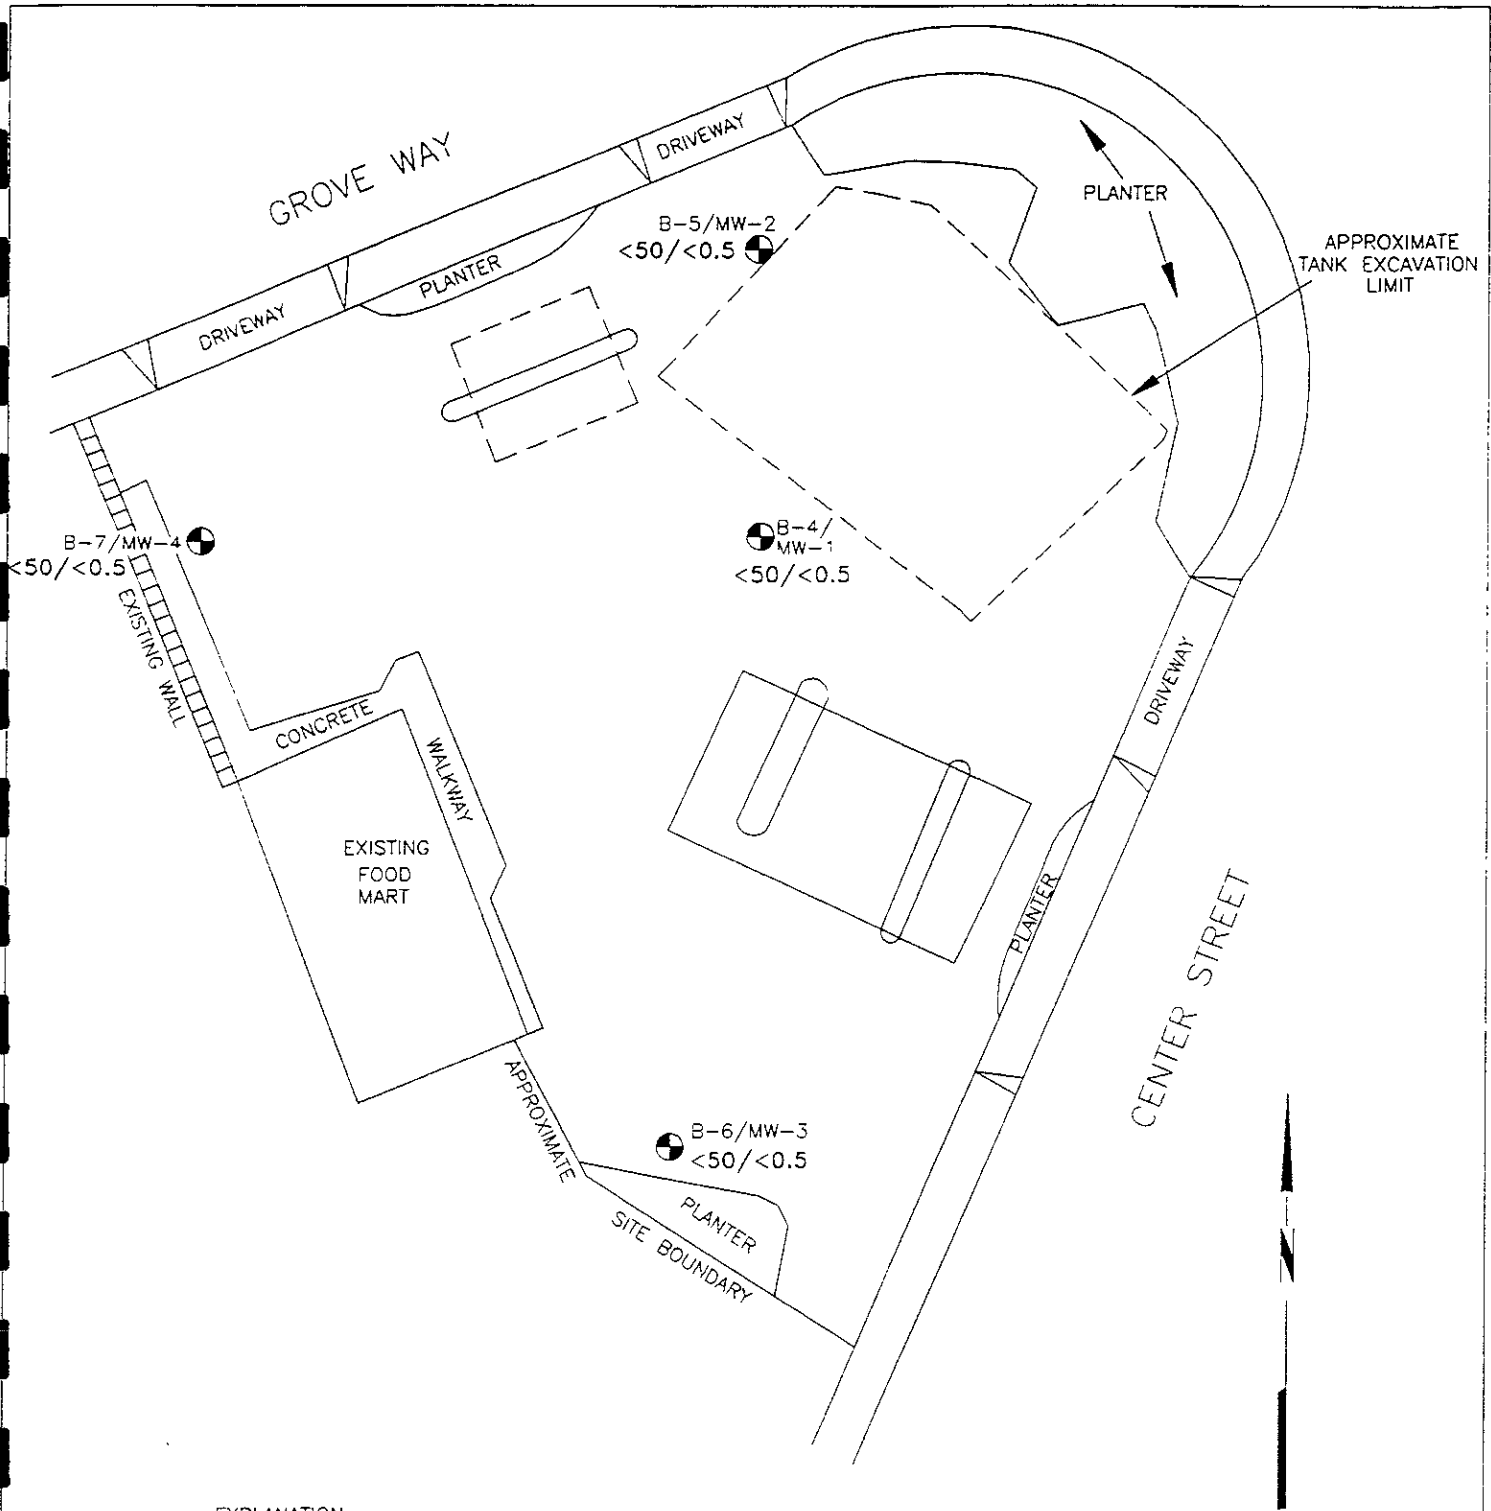 GROVE WAY
DRIVEWAY
PLANTER
B-5/MW-2
<50/<0.5
PLANTER
APPROXIMATE
TANK EXCAVATION
LIMIT
DRIVEWAY
B-7/MW-4
<50/<0.5
B-4/
MW-1
<50/<0.5
EXISTING WALL
DRIVEWAY
CONCRETE
WALKWAY
EXISTING
FOOD
MART
PLANTER
CENTER STREET
APPROXIMATE
B-6/MW-3
<50/<0.5
PLANTER
SITE BOUNDARY
N
EXPLANATION